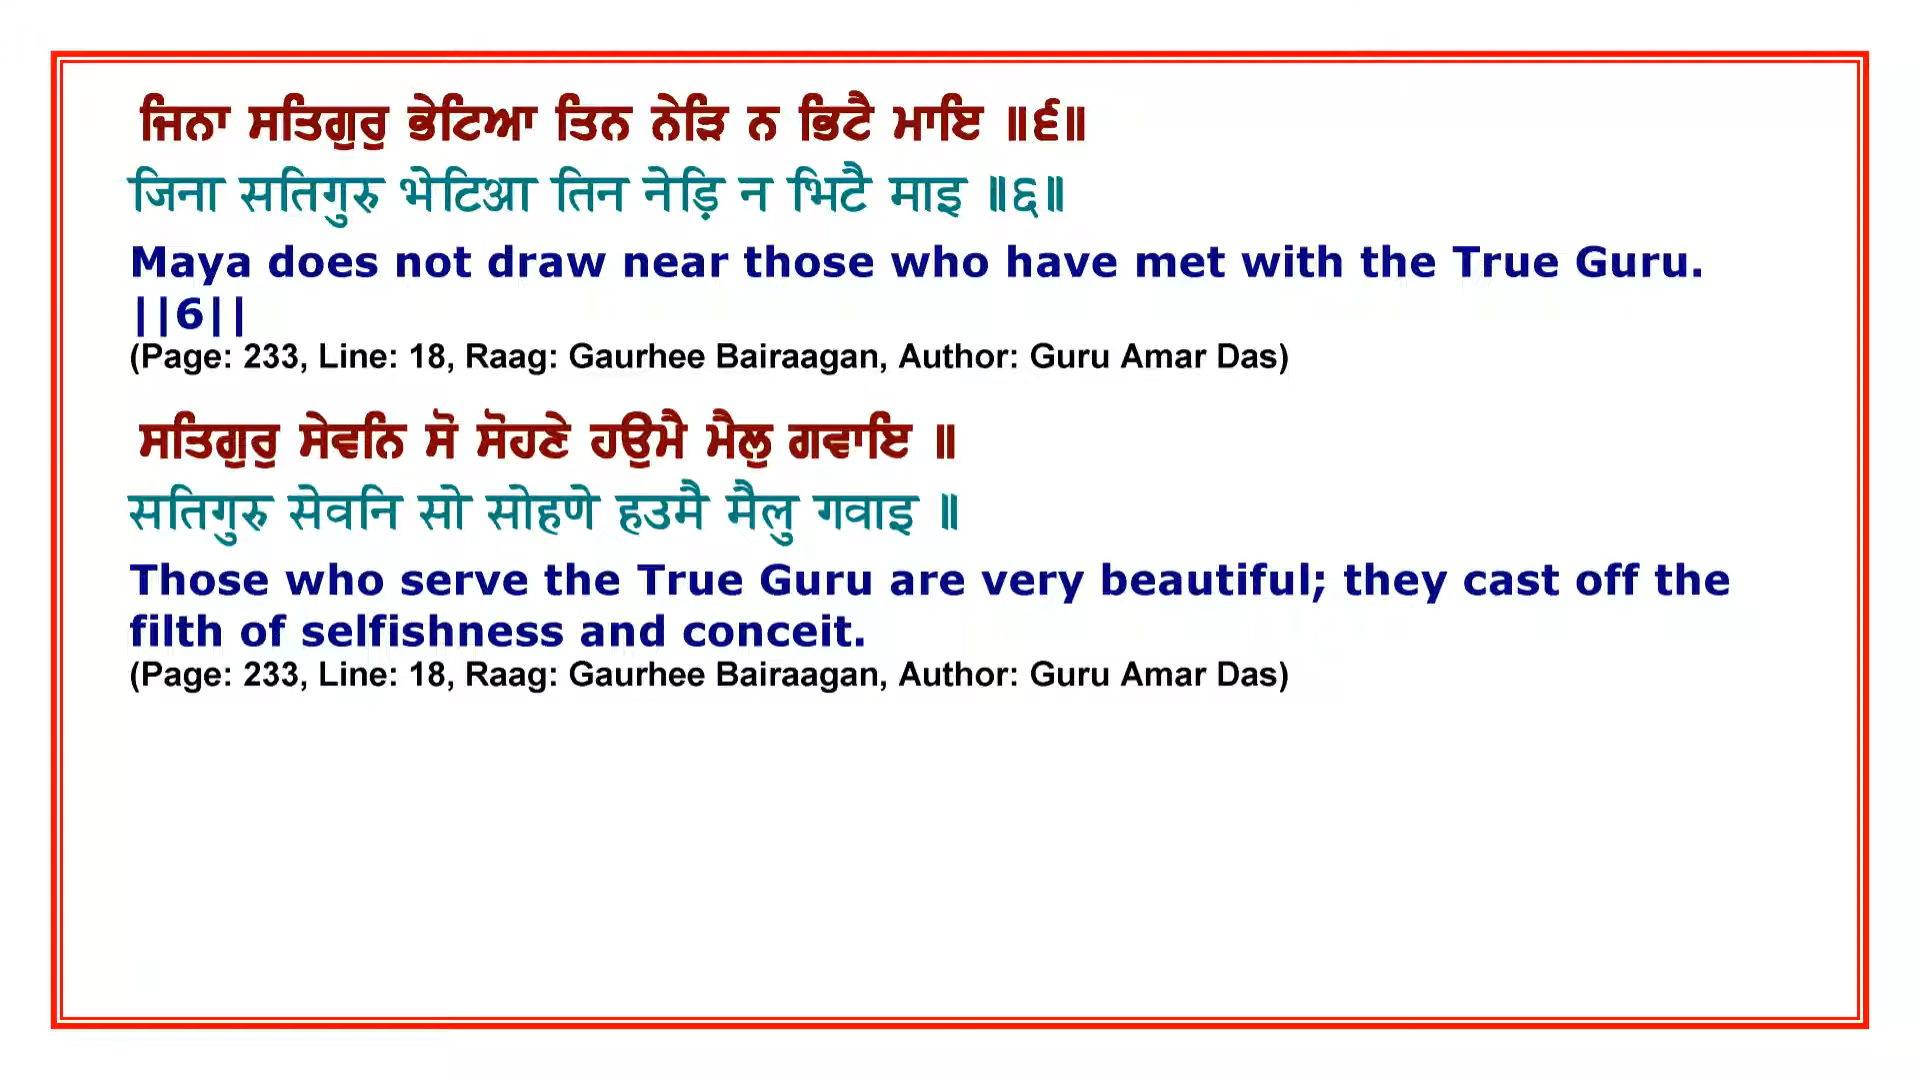 ਜਿਨਾ ਸਤਿਗੁਰੁ ਭੇਟਿਆ ਤਿਨ ਨੇੜਿ ਨ ਭਿਟੈ ਮਾਇ ॥੬॥
जिना सतिगुरु भेटिआ तिन नेड़ि न भिटै माइ ॥६॥
Maya does not draw near those who have met with the True Guru.
||6||
(Page: 233, Line: 18, Raag: Gaurhee Bairaagan, Author: Guru Amar Das)
ਸਤਿਗੁਰੁ ਸੇਵਨਿ ਸੋ ਸੋਹਣੇ ਹਉਮੈ ਮੈਲੁ ਗਵਾਇ ॥
सतिगुरु सेवनि सो सोहणे हउमै मैलु गवाइ ॥
Those who serve the True Guru are very beautiful; they cast off the
filth of selfishness and conceit.
(Page: 233, Line: 18, Raag: Gaurhee Bairaagan, Author: Guru Amar Das)